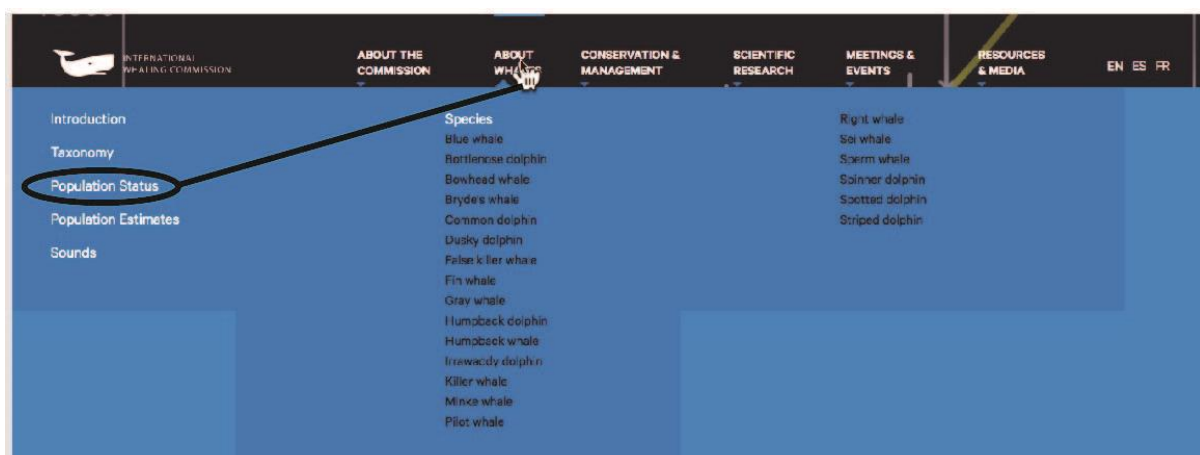 INTERNATIONAL
WHALING COMMISSION
ABOUT THE
COMMISSION
ABOUT
WHALES
CONSERVATION &
MANAGEMENT
SCIENTIFIC
RESEARCH
MEETINGS &
EVENTS
RESOURCES
& MEDIA
EN ES FR
Introduction
Taxonomy
Population Status
Population Estimates
Sounds
Species
Blue whale
Bottlenose dolphin
Bowhead whale
Bryde's whale
Common dolphin
Dusky dolphin
False killer whale
Fin whale
Gray whale
Humpback dolphin
Humpback whale
Irrawaddy dolphin
Killer whale
Minke whale
Pilot whale
Right whale
Sei whale
Sperm whale
Spinner dolphin
Spotted dolphin
Striped dolphin